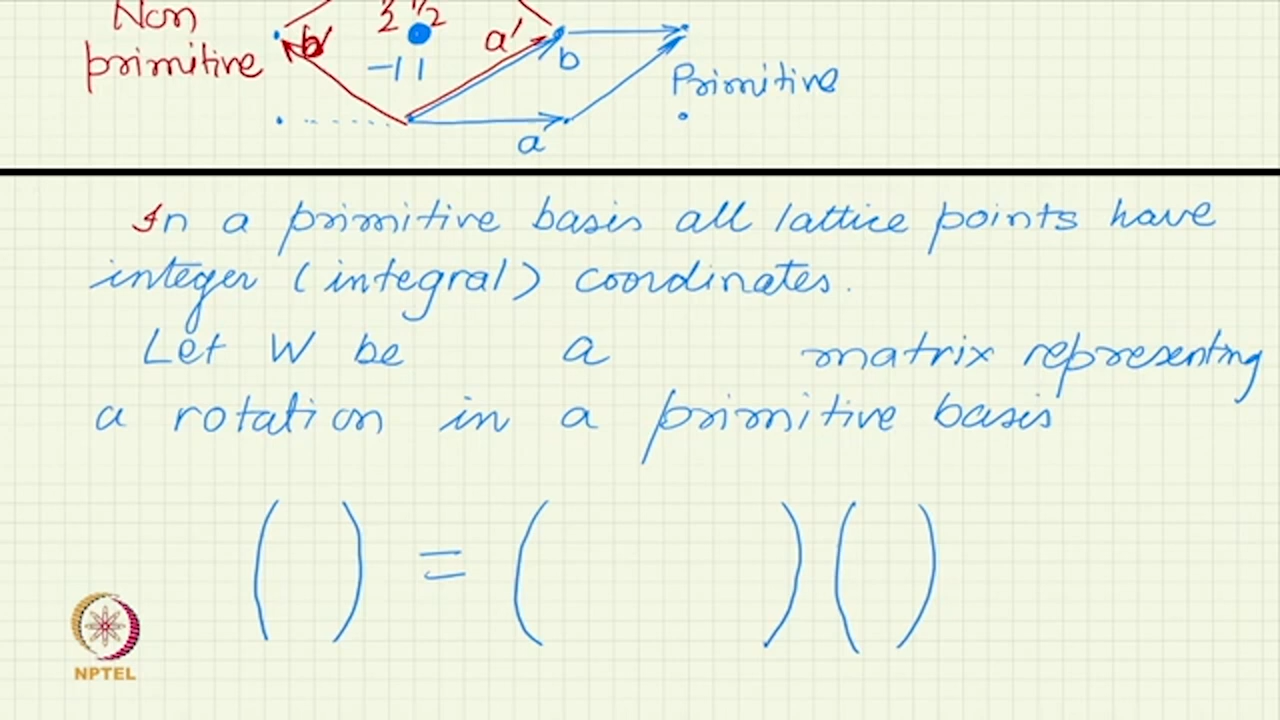 Non
primitive
b'
½ ½
a'
-1 1
b
a
Primitive
In a primitive basis all lattice points have
integer (integral) coordinates.
Let W be a matrix representing
a rotation in a primitive basis
( ) = ( ) ( )
NPTEL